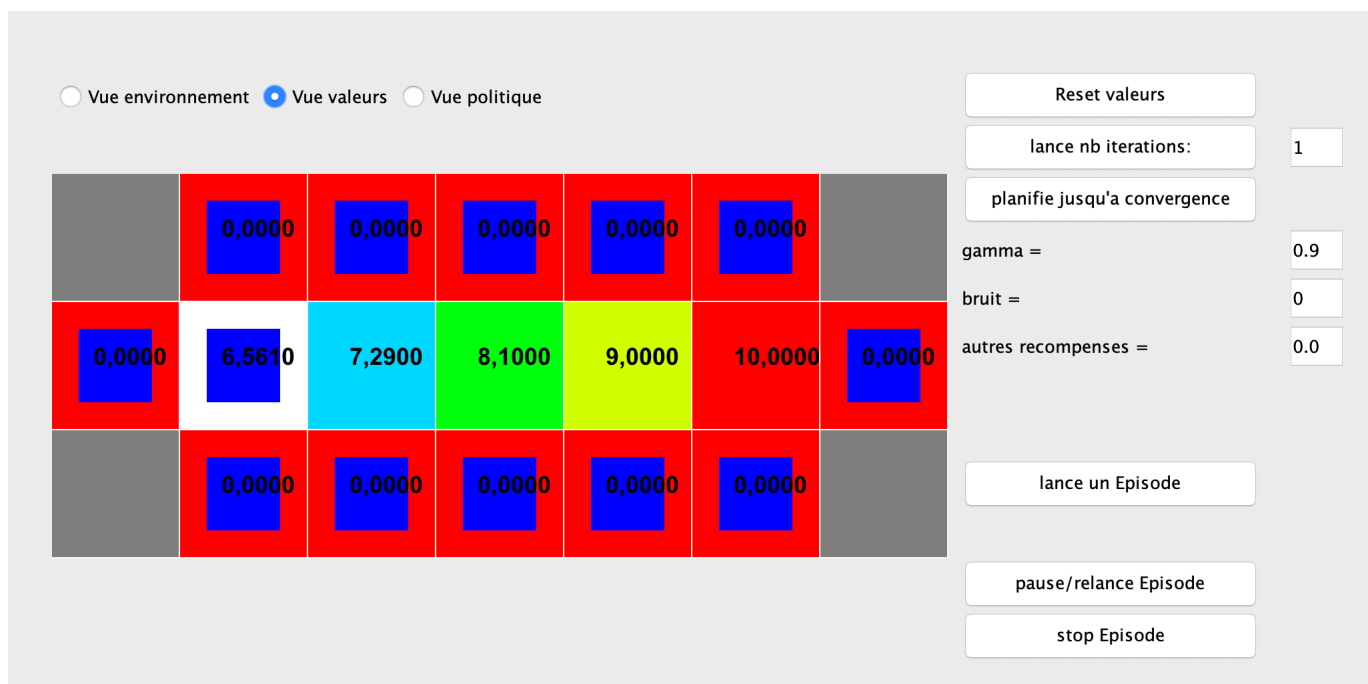 Vue environnement Vue valeurs Vue politique
Reset valeurs
lance nb iterations: 1
planifie jusqu'a convergence
gamma = 0.9
bruit = 0
autres recompenses = 0.0
0,0000 0,0000 0,0000 0,0000 0,0000
0,0000 6,5610 7,2900 8,1000 9,0000 10,0000 0,0000
0,0000 0,0000 0,0000 0,0000 0,0000
lance un Episode
pause/relance Episode
stop Episode